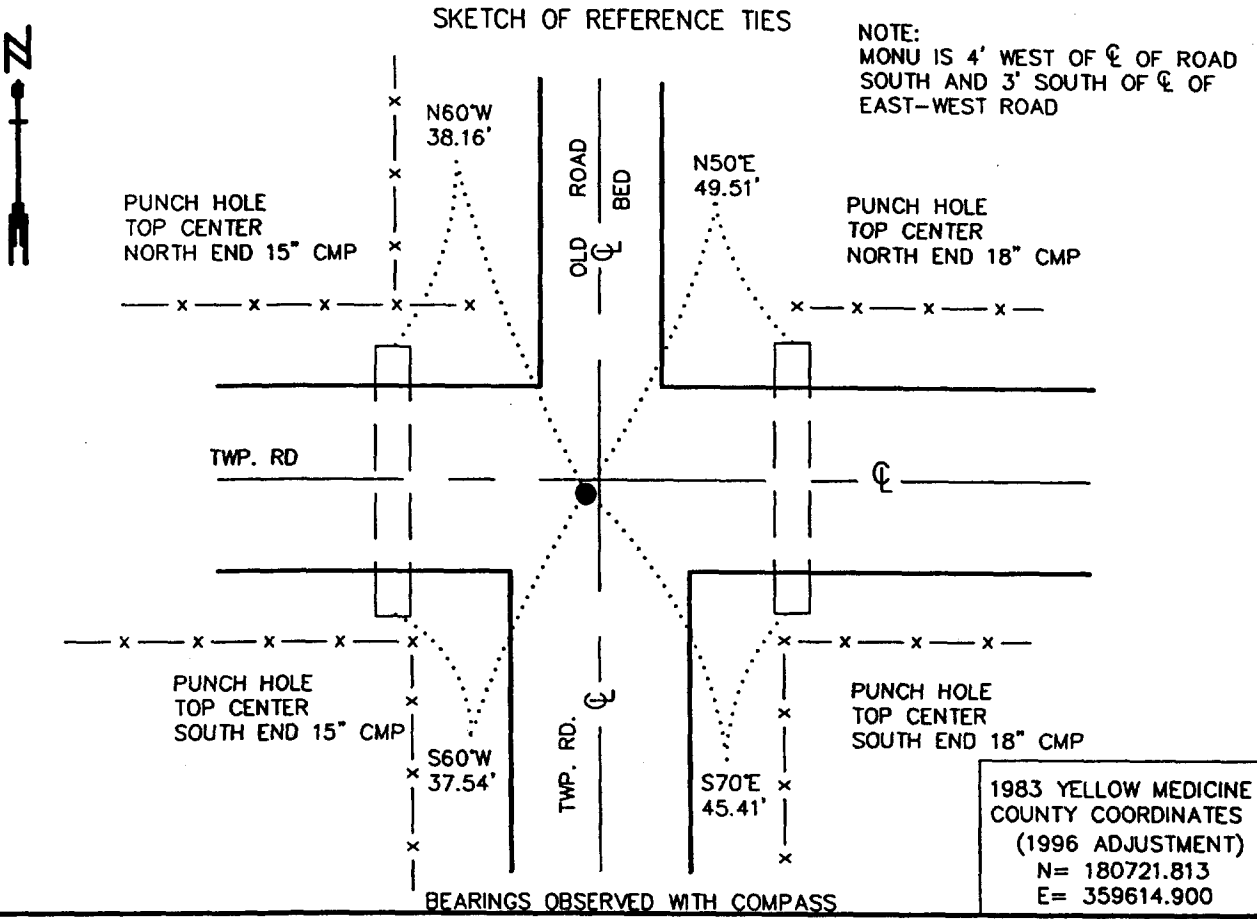 SKETCH OF REFERENCE TIES
NOTE:
MONU IS 4' WEST OF ℄ OF ROAD
SOUTH AND 3' SOUTH OF ℄ OF
EAST-WEST ROAD
N
N60°W
38.16'
OLD ROAD
℄
BED
N50°E
49.51'
PUNCH HOLE
TOP CENTER
NORTH END 15" CMP
PUNCH HOLE
TOP CENTER
NORTH END 18" CMP
TWP. RD
℄
PUNCH HOLE
TOP CENTER
SOUTH END 15" CMP
S60°W
37.54'
TWP. RD.
℄
S70°E
45.41'
PUNCH HOLE
TOP CENTER
SOUTH END 18" CMP
1983 YELLOW MEDICINE
COUNTY COORDINATES
(1996 ADJUSTMENT)
N= 180721.813
E= 359614.900
BEARINGS OBSERVED WITH COMPASS